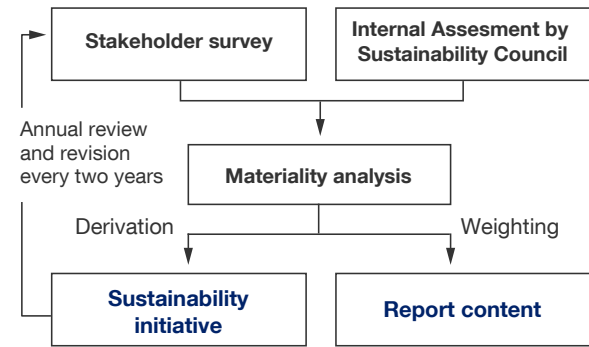 Stakeholder survey
Internal Assesment by
Sustainability Council
Annual review
and revision
every two years
Materiality analysis
Derivation
Weighting
Sustainability
initiative
Report content